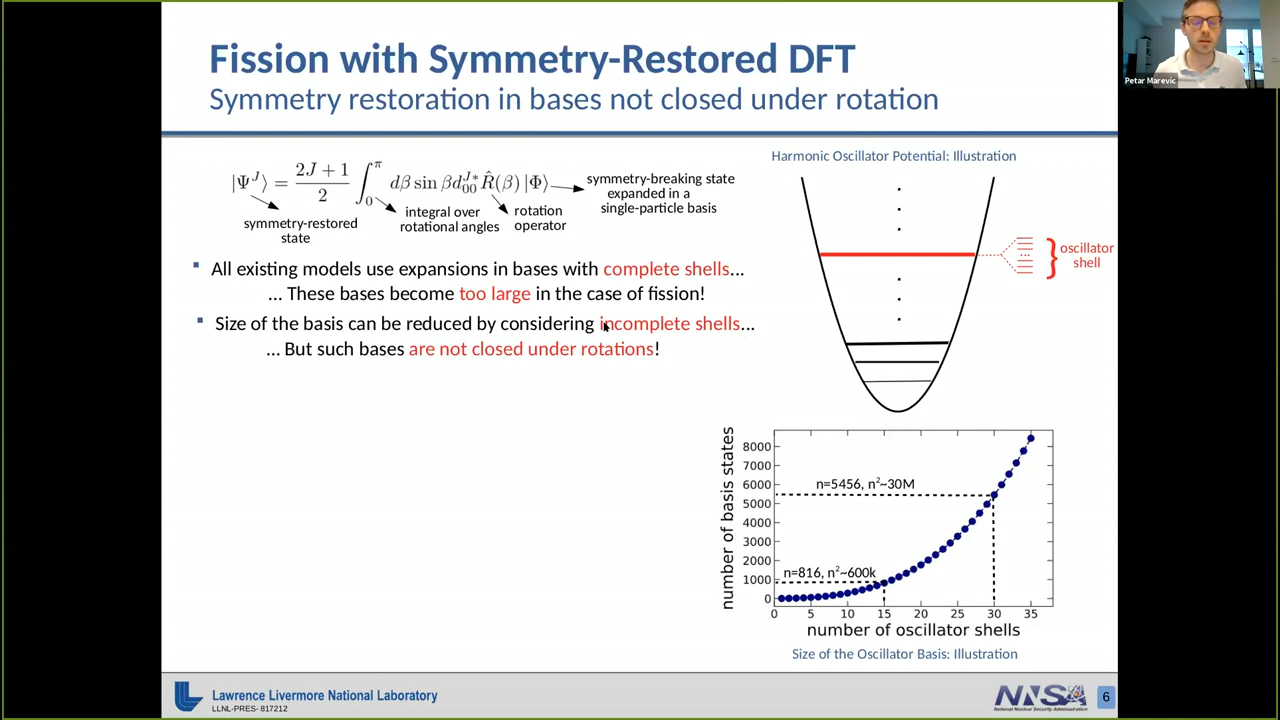 Fission with Symmetry-Restored DFT
Symmetry restoration in bases not closed under rotation
Petar Marevic
|Ψ^J⟩ = \frac{2J + 1}{2} ∫_0^π dβ sin β d_{00}^{J*} R̂(β) |Φ⟩
symmetry-restored
state
integral over
rotational angles
rotation
operator
symmetry-breaking state
expanded in a
single-particle basis
All existing models use expansions in bases with complete shells...
... These bases become too large in the case of fission!
Size of the basis can be reduced by considering incomplete shells...
... But such bases are not closed under rotations!
Harmonic Oscillator Potential: Illustration
oscillator
shell
number of basis states
8000
7000
6000
5000
4000
3000
2000
1000
0
n=5456, n²~30M
n=816, n²~600k
0 5 10 15 20 25 30 35
number of oscillator shells
Size of the Oscillator Basis: Illustration
Lawrence Livermore National Laboratory
LLNL-PRES- 817212
NNSA
National Nuclear Security Administration
6